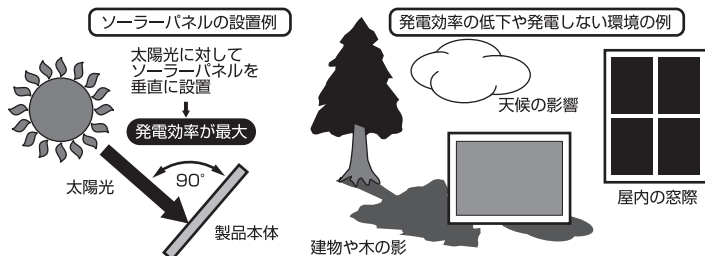 ソーラーパネルの設置例
太陽光に対して
ソーラーパネルを
垂直に設置
発電効率が最大
90°
太陽光
製品本体
発電効率の低下や発電しない環境の例
天候の影響
屋内の窓際
建物や木の影